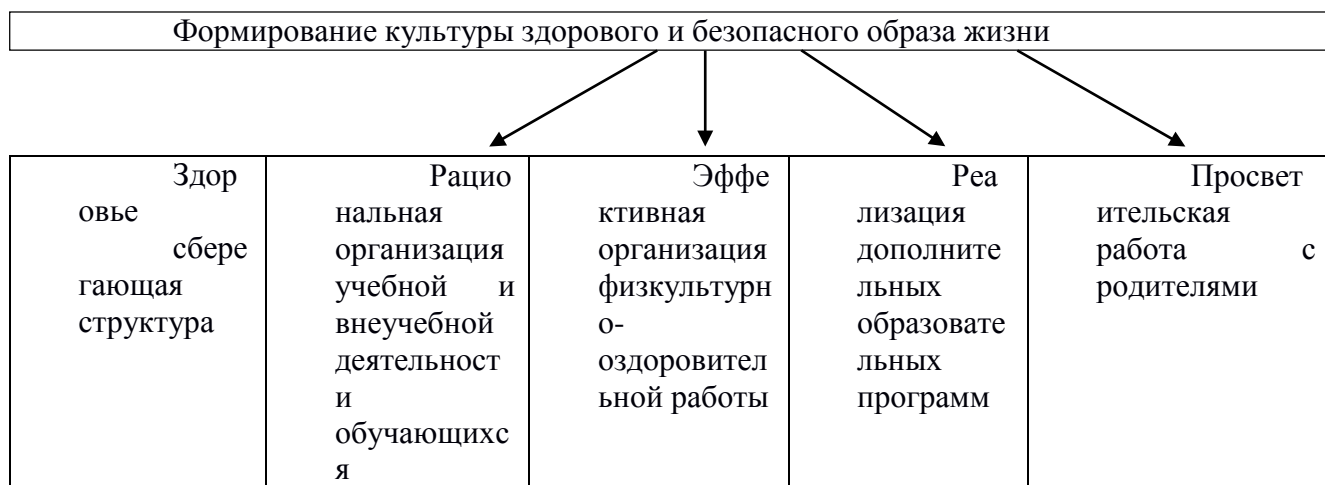 Формирование культуры здорового и безопасного образа жизни
Здор
овье
сбере
гающая
структура
Рацио
нальная
организация
учебной и
внеучебной
деятельност
и
обучающихс
я
Эффе
ктивная
организация
физкультурн
о-
оздоровител
ьной работы
Реа
лизация
дополните
льных
образовате
льных
программ
Просвет
ительская
работа с
родителями